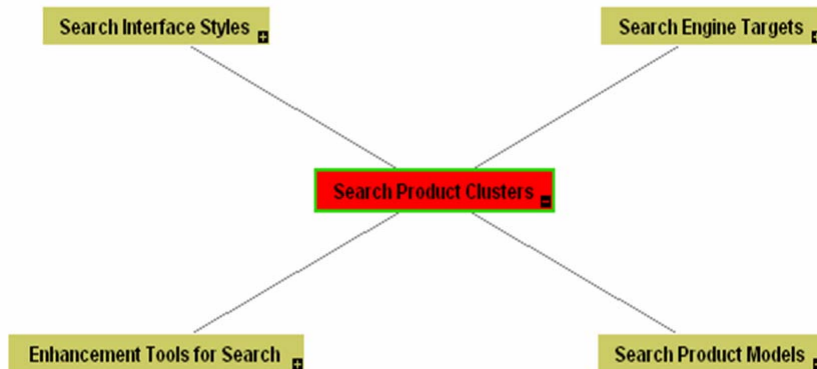 Search Interface Styles
Search Engine Targets
Search Product Clusters
Enhancement Tools for Search
Search Product Models